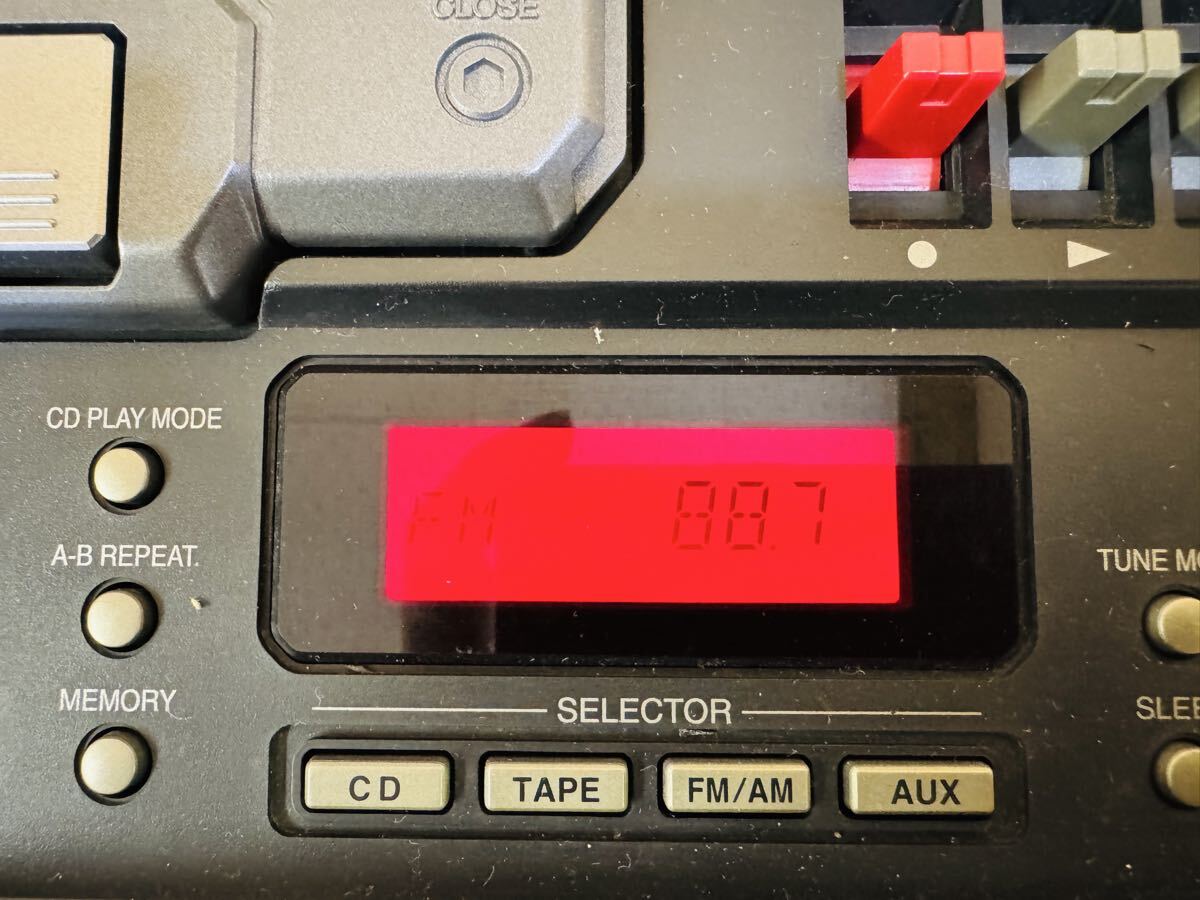 CLOSE
CD PLAY MODE
FM 88.7
A-B REPEAT.
TUNE MO
MEMORY
SELECTOR
SLEE
CD TAPE FM/AM AUX